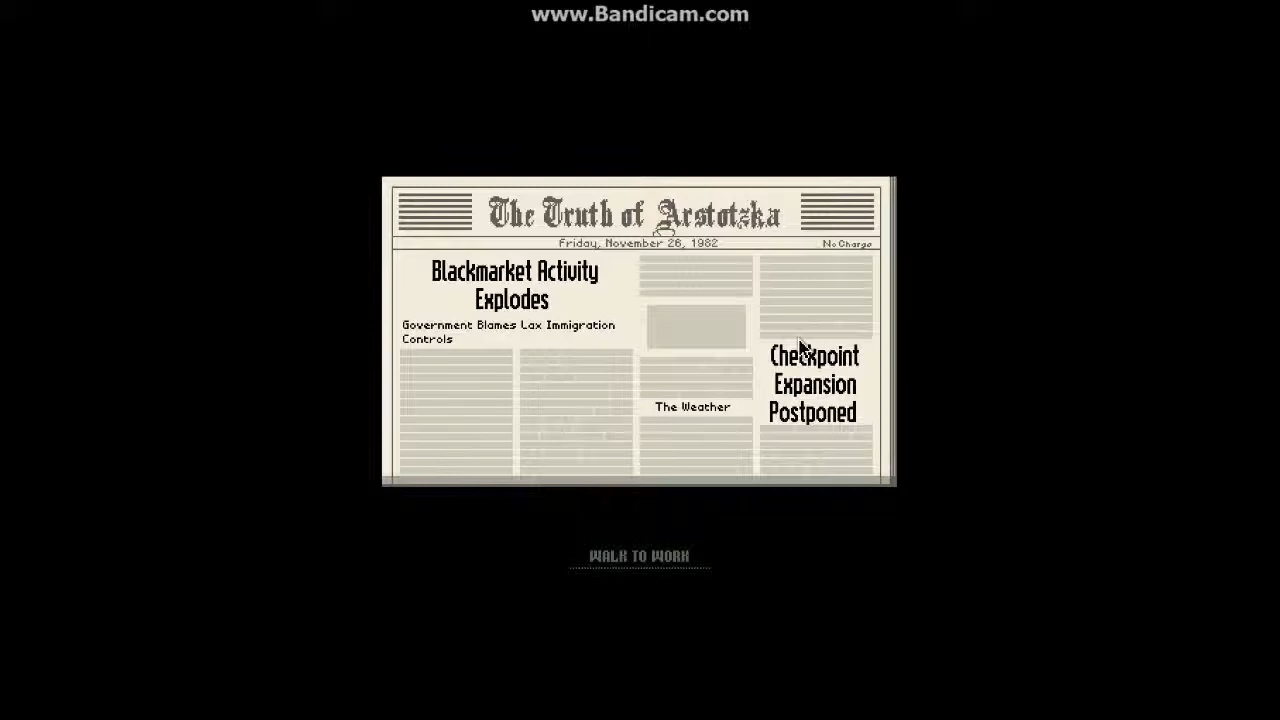 www.Bandicam.com
The Truth of Arstotzka
Friday, November 26, 1982
No Charge
Blackmarket Activity
Explodes
Government Blames Lax Immigration
Controls
The Weather
Checkpoint
Expansion
Postponed
WALK TO WORK